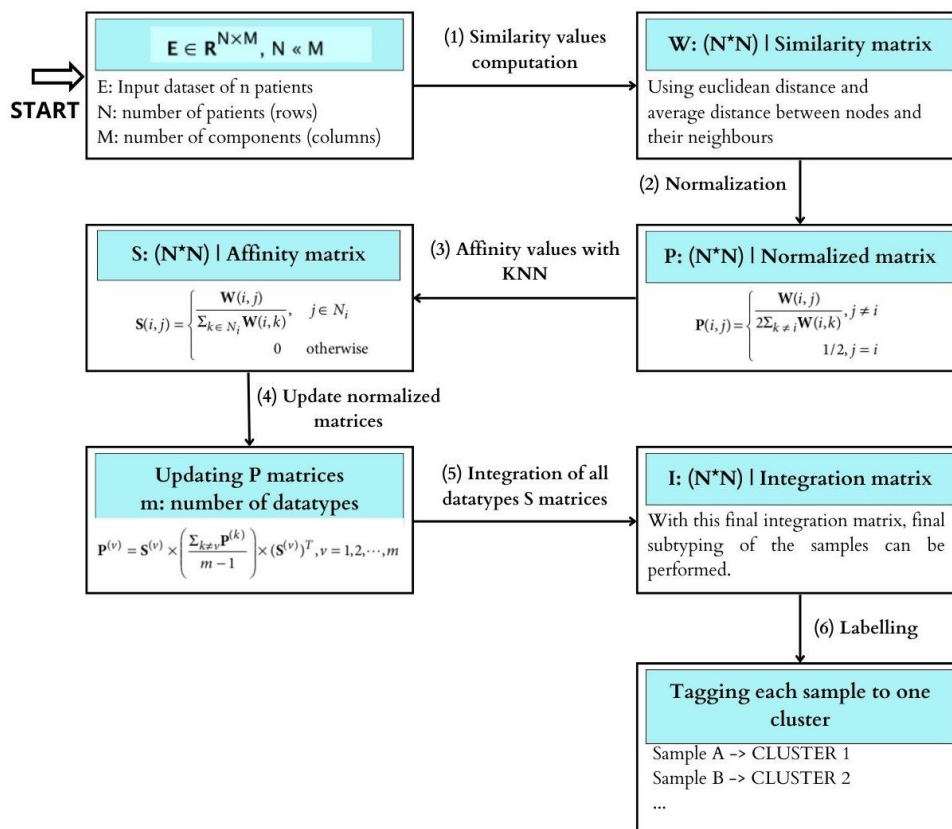 START
E ∈ R^{N×M}, N ≪ M
E: Input dataset of n patients
N: number of patients (rows)
M: number of components (columns)
(1) Similarity values
computation
W: (N*N) | Similarity matrix
Using euclidean distance and
average distance between nodes and
their neighbours
(2) Normalization
P: (N*N) | Normalized matrix
P(i,j) = { W(i,j) / 2Σ_{k≠i} W(i,k), j ≠ i
1/2, j = i
(3) Affinity values with
KNN
S: (N*N) | Affinity matrix
S(i,j) = { W(i,j) / Σ_{k∈N_i} W(i,k), j ∈ N_i
0 otherwise
(4) Update normalized
matrices
Updating P matrices
m: number of datatypes
P^{(v)} = S^{(v)} × (Σ_{k≠v} P^{(k)} / m − 1) × (S^{(v)})^T, v = 1,2,⋯,m
(5) Integration of all
datatypes S matrices
I: (N*N) | Integration matrix
With this final integration matrix, final
subtyping of the samples can be
performed.
(6) Labelling
Tagging each sample to one
cluster
Sample A -> CLUSTER 1
Sample B -> CLUSTER 2
...